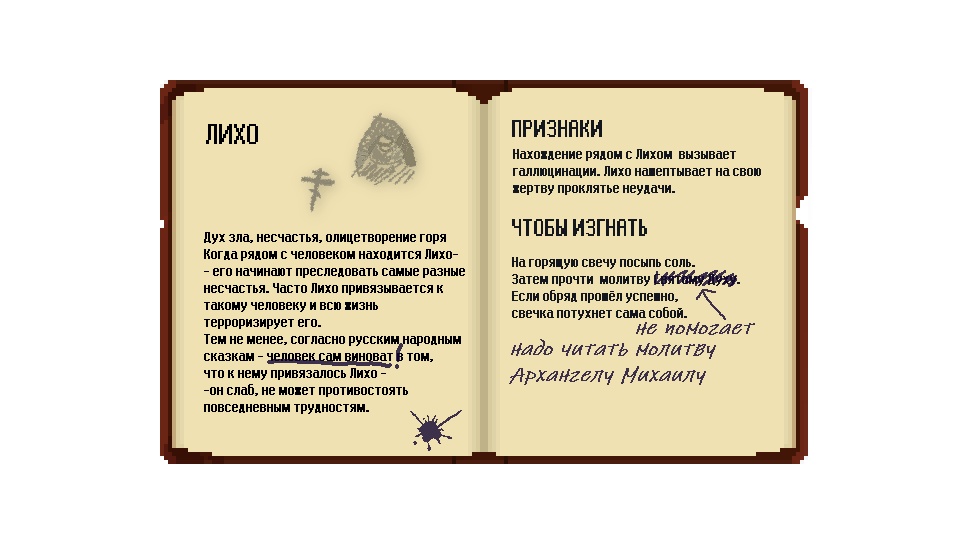 ЛИХО
Дух зла, несчастья, олицетворение горя
Когда рядом с человеком находится Лихо-
- его начинают преследовать самые разные
несчастья. Часто Лихо привязывается к
такому человеку и всю жизнь
терроризирует его.
Тем не менее, согласно русским народным
сказкам - человек сам виноват! в том,
что к нему привязалось Лихо -
-он слаб, не может противостоять
повседневным трудностям.
ПРИЗНАКИ
Нахождение рядом с Лихом вызывает
галлюцинации. Лихо нашептывает на свою
жертву проклятье неудачи.
ЧТОБЫ ИЗГНАТЬ
На горящую свечу посыпь соль.
Затем прочти молитву
Если обряд прошёл успешно,
свечка потухнет сама собой.
не помогает
надо читать молитву
Архангелу Михаилу